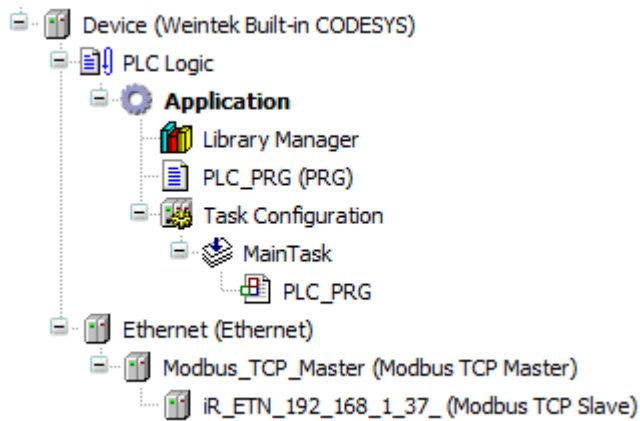 Device (Weintek Built-in CODESYS)
PLC Logic
Application
Library Manager
PLC_PRG (PRG)
Task Configuration
MainTask
PLC_PRG
Ethernet (Ethernet)
Modbus_TCP_Master (Modbus TCP Master)
iR_ETN_192_168_1_37_ (Modbus TCP Slave)